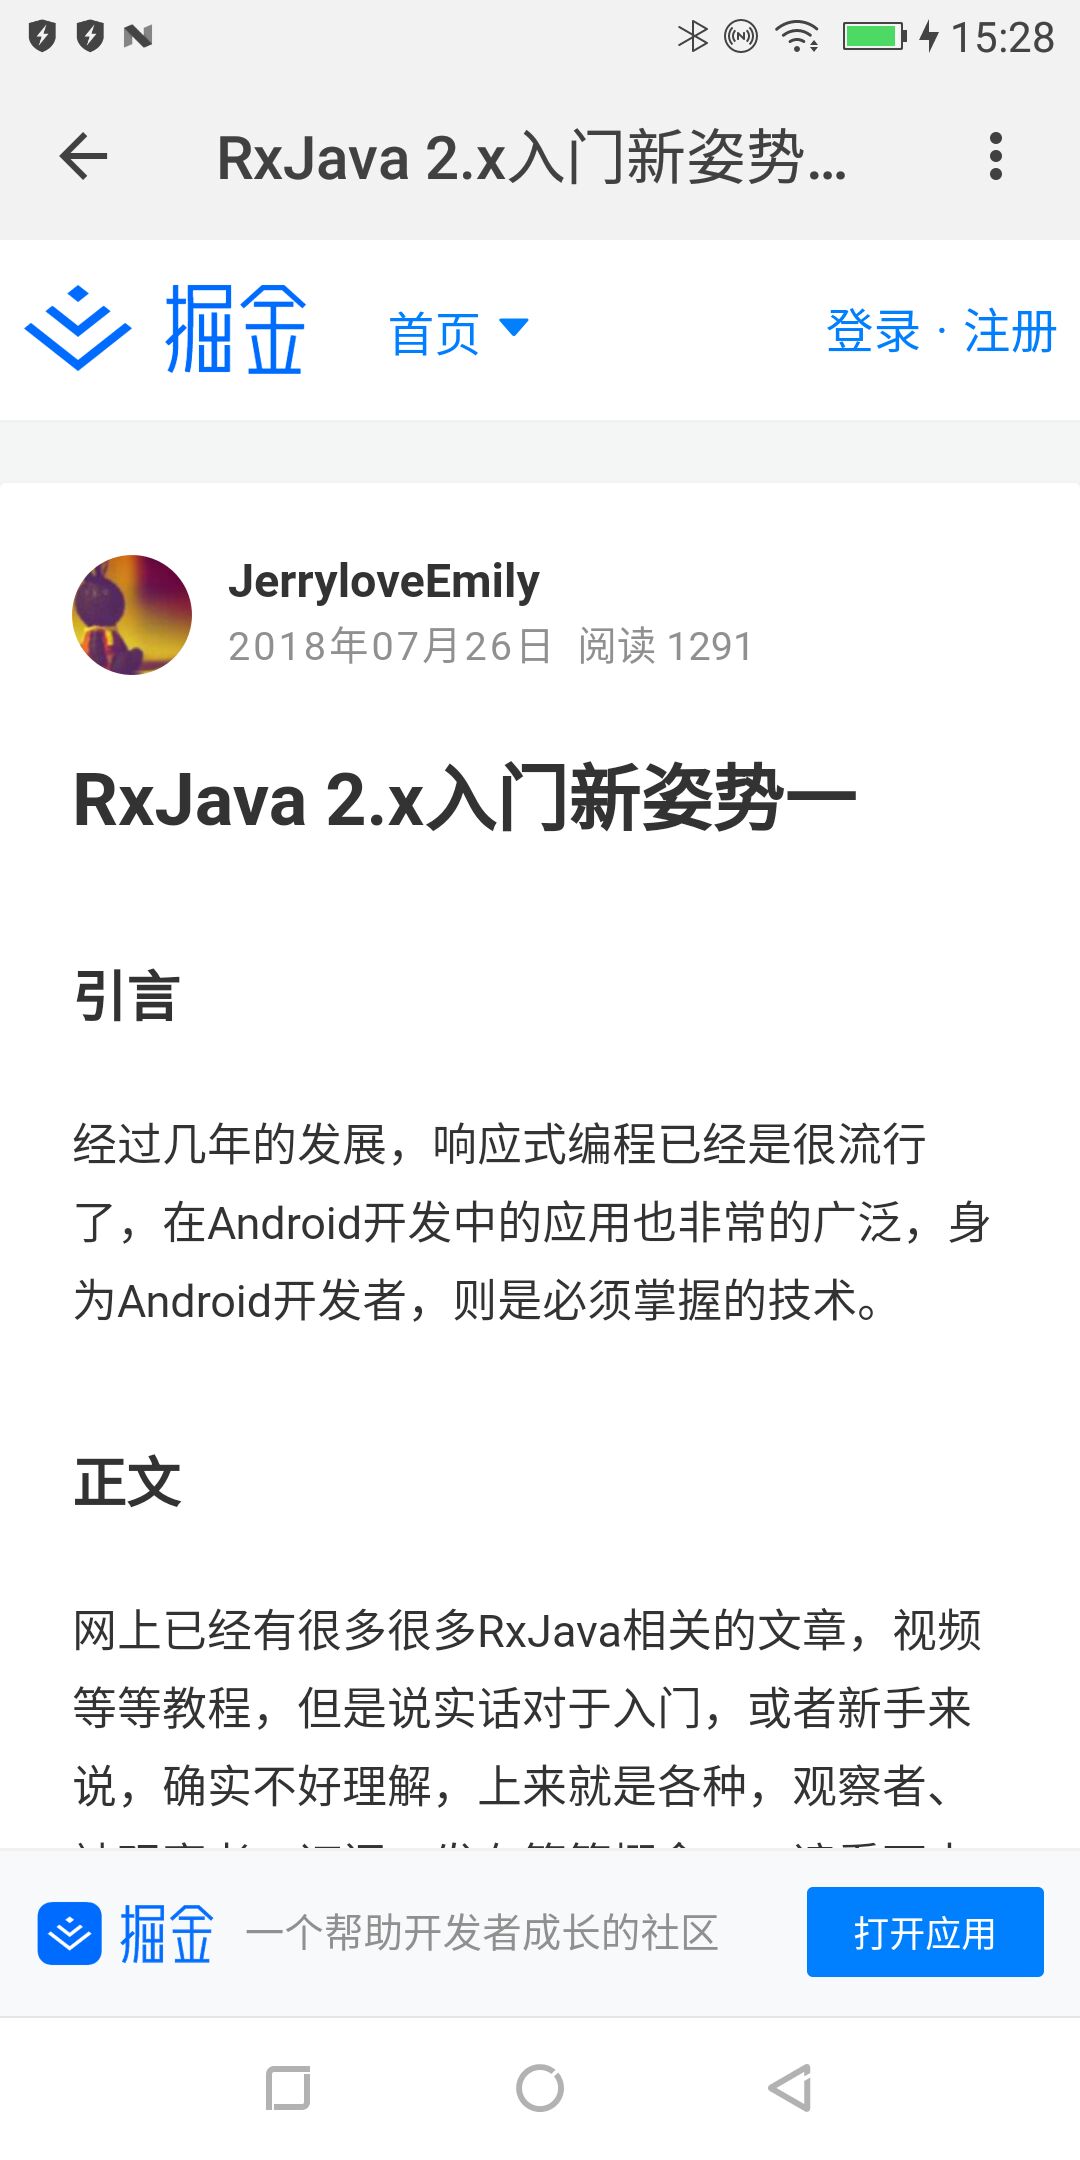 15:28
RxJava 2.x入门新姿势...
掘金 首页 登录 · 注册
JerryloveEmily
2018年07月26日 阅读 1291
RxJava 2.x入门新姿势一
引言
经过几年的发展，响应式编程已经是很流行
了，在Android开发中的应用也非常的广泛，身
为Android开发者，则是必须掌握的技术。
正文
网上已经有很多很多RxJava相关的文章，视频
等等教程，但是说实话对于入门，或者新手来
说，确实不好理解，上来就是各种，观察者、
掘金 一个帮助开发者成长的社区 打开应用